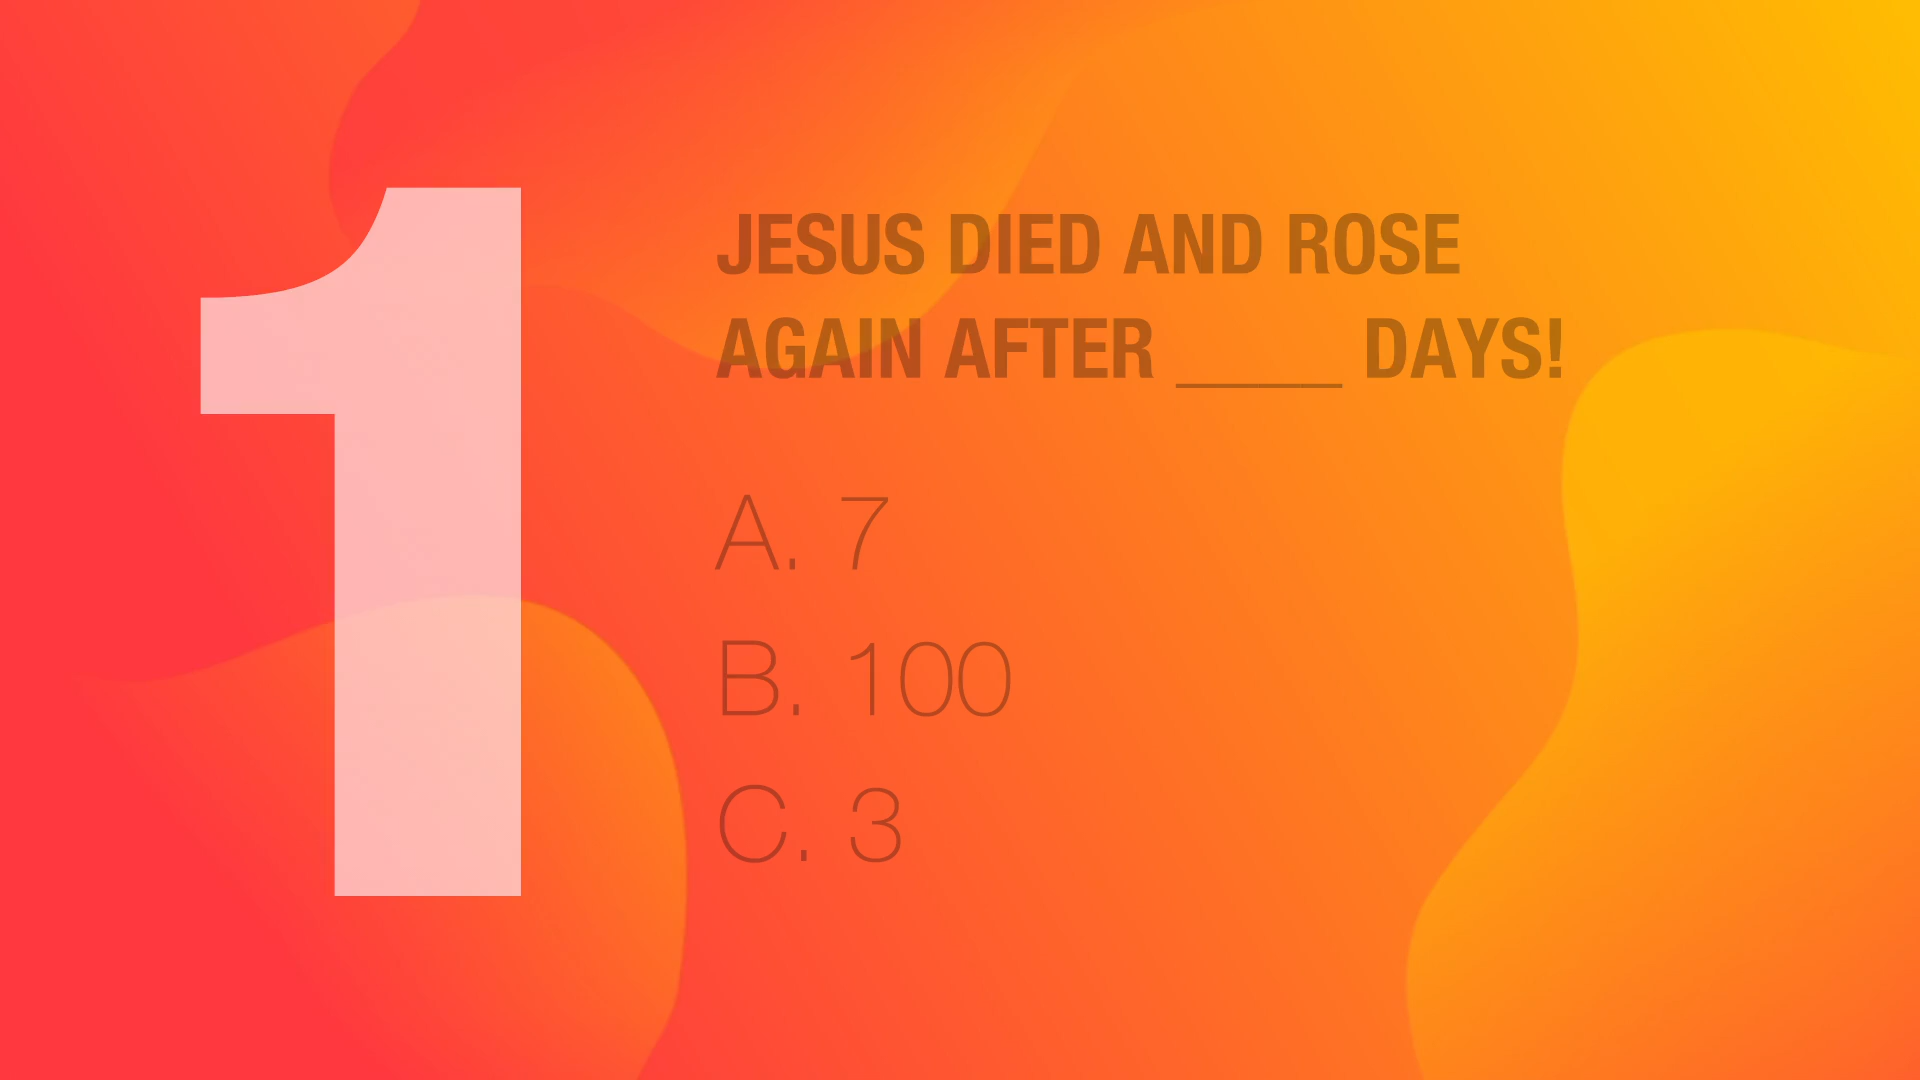 1
JESUS DIED AND ROSE
AGAIN AFTER ____ DAYS!
A. 7
B. 100
C. 3